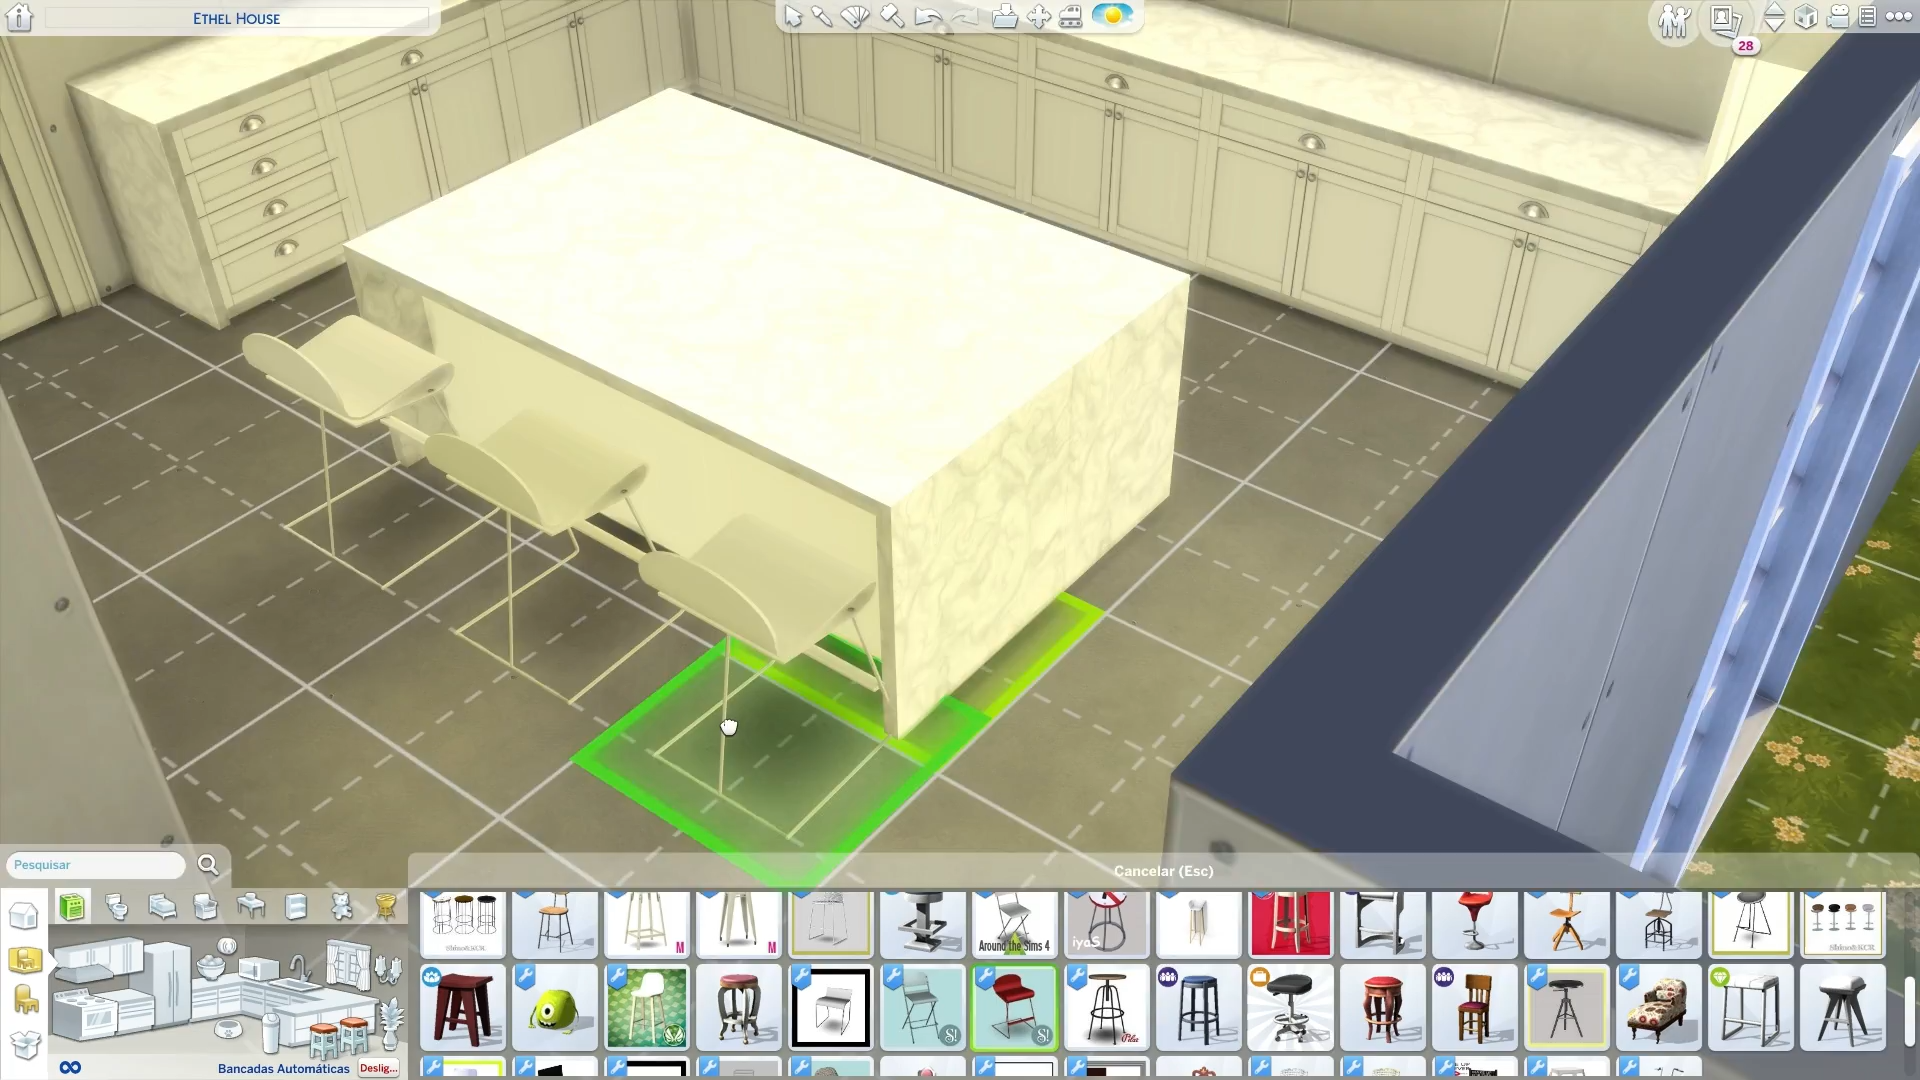 ETHEL HOUSE
28
Pesquisar
Cancelar (Esc)
Around the Sims 4
iyaS
M
M
S!
S!
Bancadas Automáticas
Deslig...